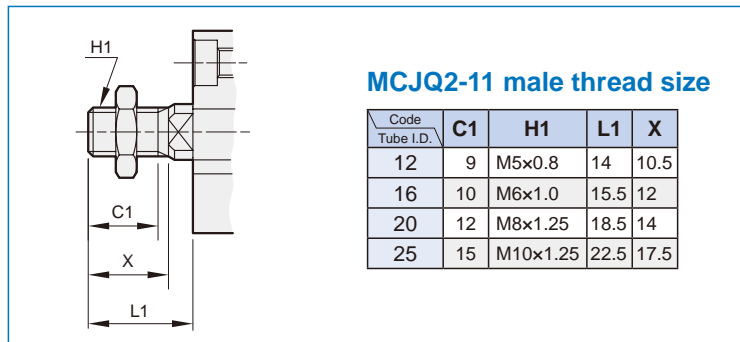 H1
C1
X
L1
MCJQ2-11 male thread size
Code Tube I.D. C1 H1 L1 X
12 9 M5×0.8 14 10.5
16 10 M6×1.0 15.5 12
20 12 M8×1.25 18.5 14
25 15 M10×1.25 22.5 17.5